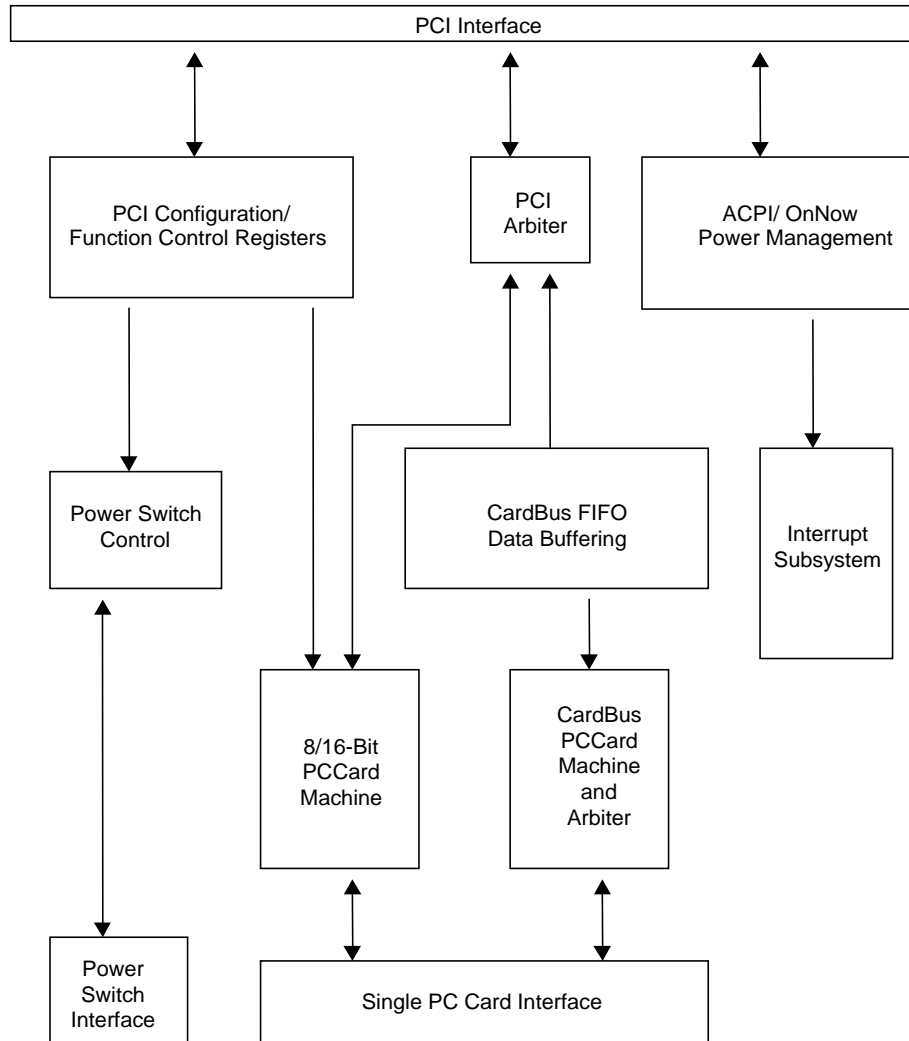 PCI Interface
PCI Configuration/
Function Control Registers
PCI
Arbiter
ACPI/ OnNow
Power Management
Power Switch
Control
CardBus FIFO
Data Buffering
Interrupt
Subsystem
8/16-Bit
PCCard
Machine
CardBus
PCCard
Machine
and
Arbiter
Power
Switch
Interface
Single PC Card Interface